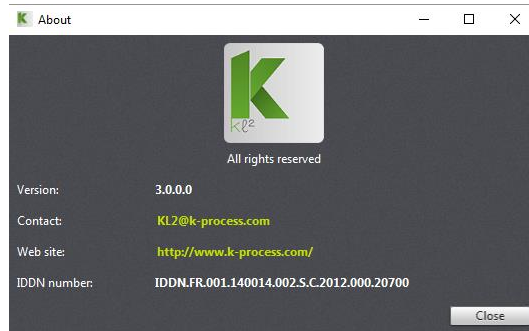 About
Kl2
All rights reserved
Version: 3.0.0.0
Contact: KL2@k-process.com
Web site: http://www.k-process.com/
IDDN number: IDDN.FR.001.140014.002.S.C.2012.000.20700
Close